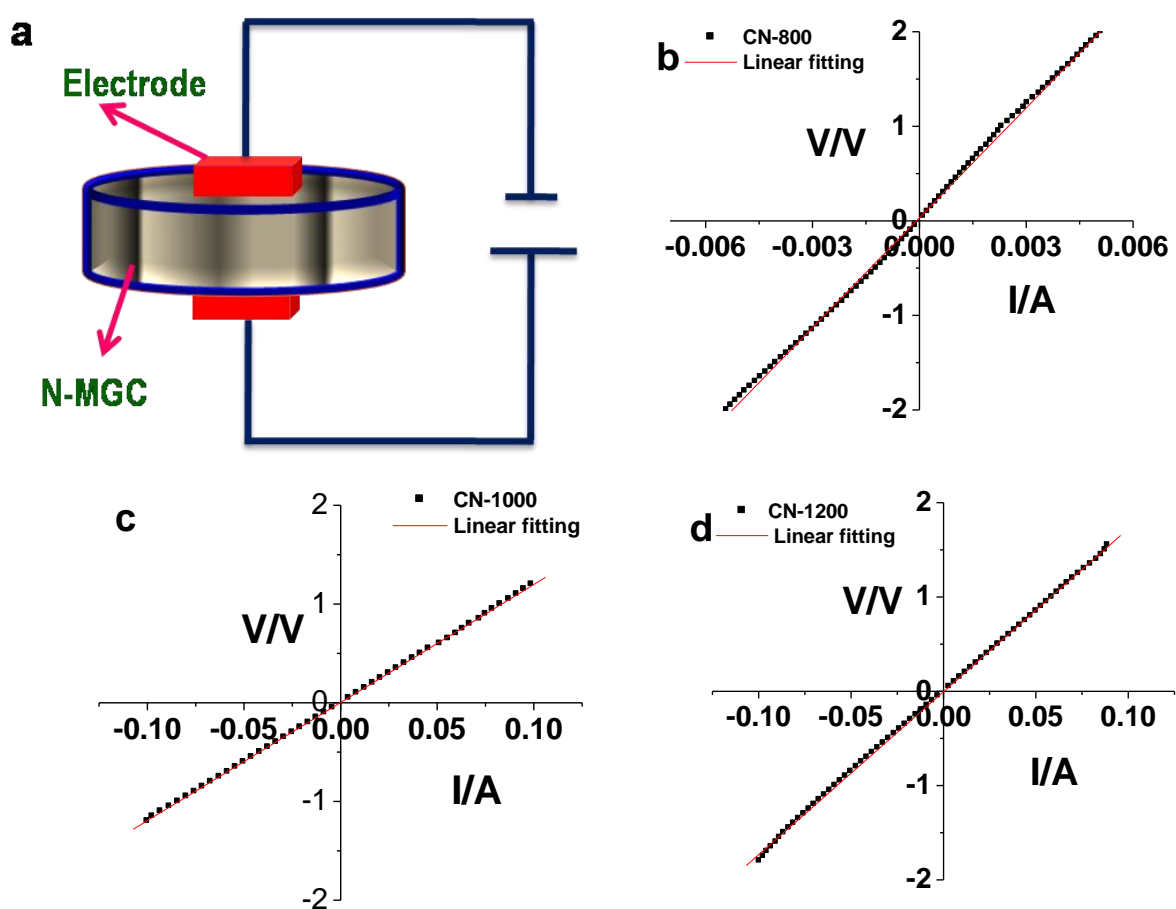 a
Electrode
N-MGC
b
CN-800
Linear fitting
V/V
2
1
0
-0.006 -0.003 0.000 0.003 0.006
I/A
-1
-2
c
CN-1000
Linear fitting
2
1
V/V
0
-0.10 -0.05 0.00 0.05 0.10
I/A
-1
-2
d
CN-1200
Linear fitting
2
1
V/V
0
-0.10 -0.05 0.00 0.05 0.10
I/A
-1
-2